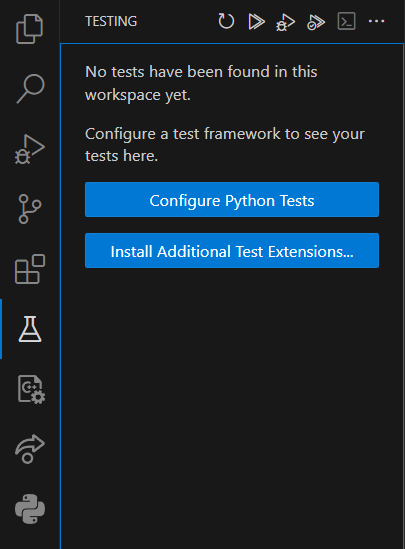 TESTING
No tests have been found in this
workspace yet.
Configure a test framework to see your
tests here.
Configure Python Tests
Install Additional Test Extensions...
C++